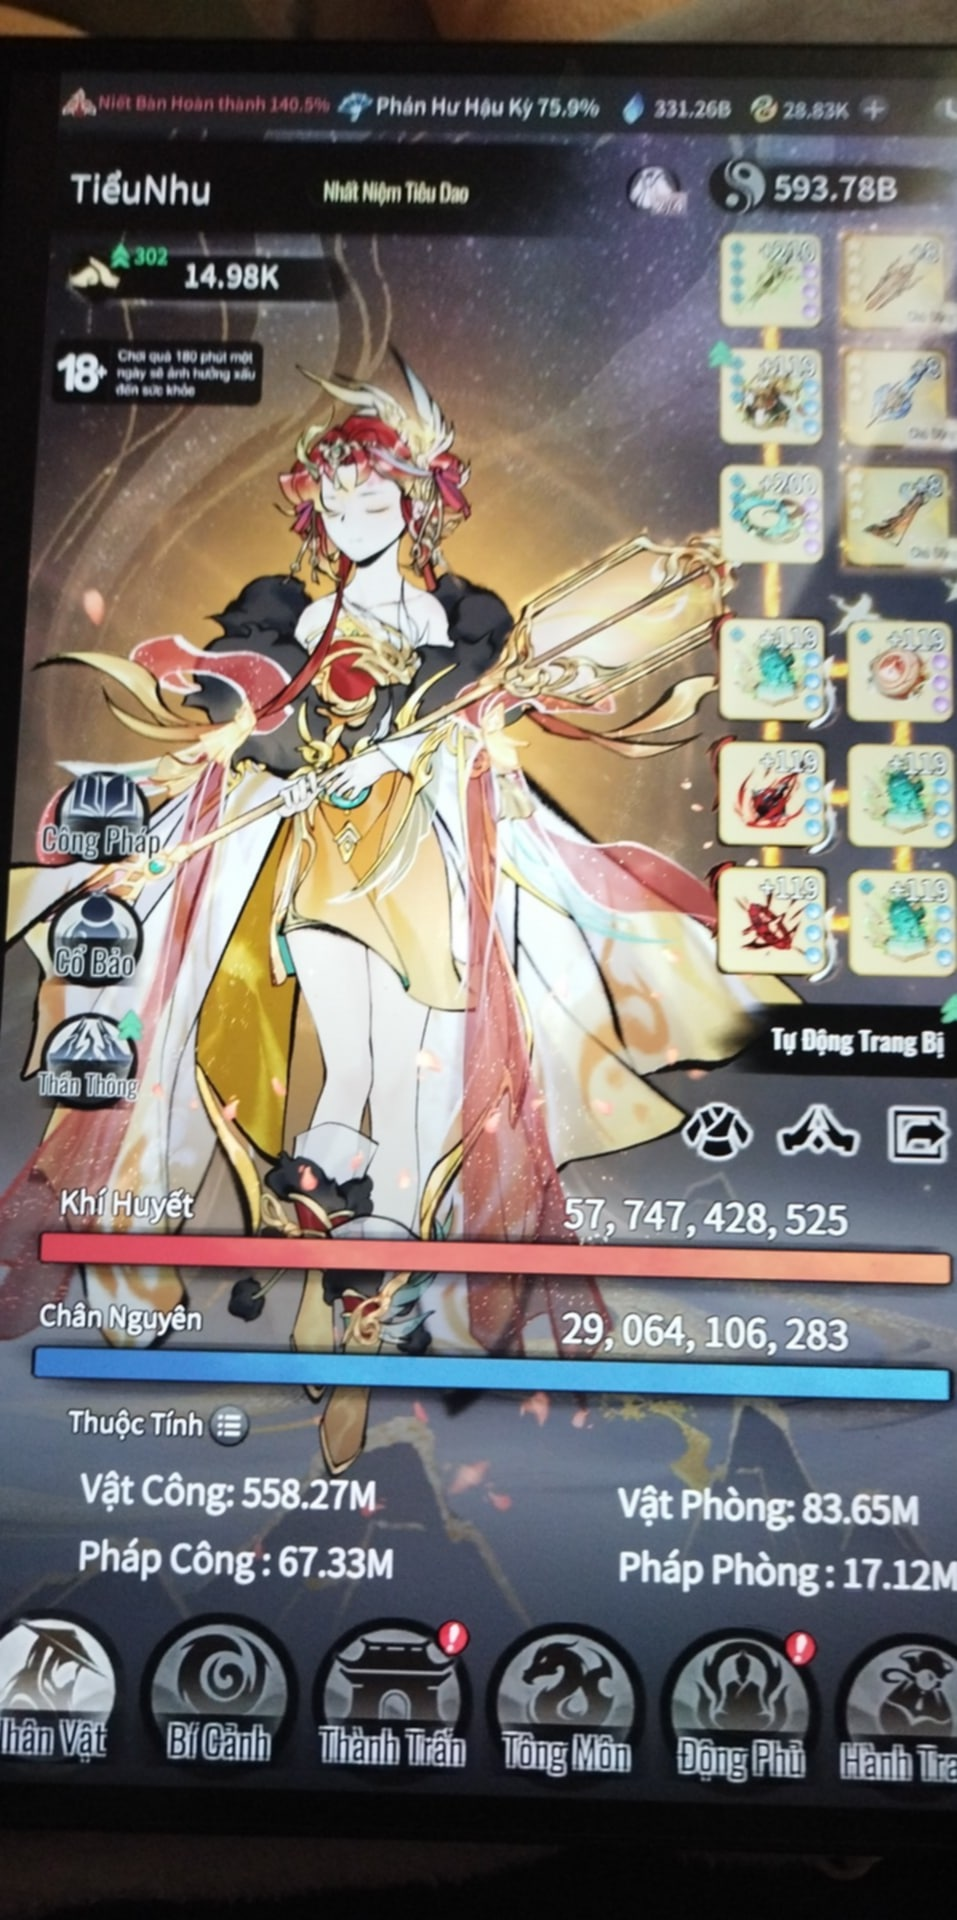 Niết Bàn Hoàn thành 140.5% Phản Hư Hậu Kỳ 75.9% 331.26B 28.83K +
TiểuNhu Nhất Niệm Tiêu Dao 593.78B
302
14.98K
+210 +8
18+ Chơi quá 180 phút một
ngày sẽ ảnh hưởng xấu
đến sức khỏe
+119 +8
+200 +8
+119 +119
+119 +119
Công Pháp
+119 +119
Cổ Bảo
Tự Động Trang Bị
Thần Thông
Khí Huyết 57,747,428,525
Chân Nguyên 29,064,106,283
Thuộc Tính
Vật Công: 558.27M Vật Phòng: 83.65M
Pháp Công : 67.33M Pháp Phòng : 17.12M
hân Vật Bí Cảnh Thành Trấn Tông Môn Động Phủ Hành Tra